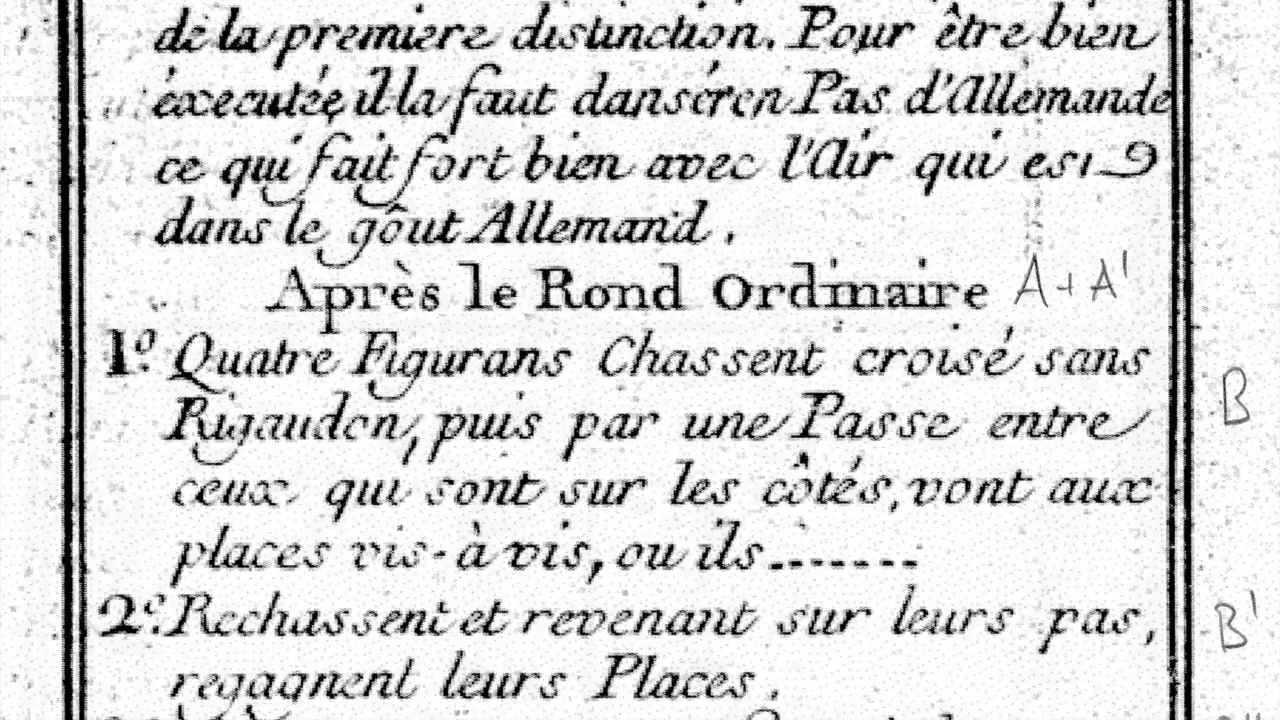 de la premiere distinction. Pour être bien
executée il la faut danser en Pas d'Allemande
ce qui fait fort bien avec l'Air qui est
dans le goût Allemand.
Après le Rond Ordinaire A+A'
1º. Quatre Figurans Chassent croisé sans
Rigaudon, puis par une Passe entre
B
ceux qui sont sur les côtés, vont aux
places vis-à vis, ou ils.......
2º. Rechassent et revenant sur leurs pas,
B'
regagnent leurs Places.